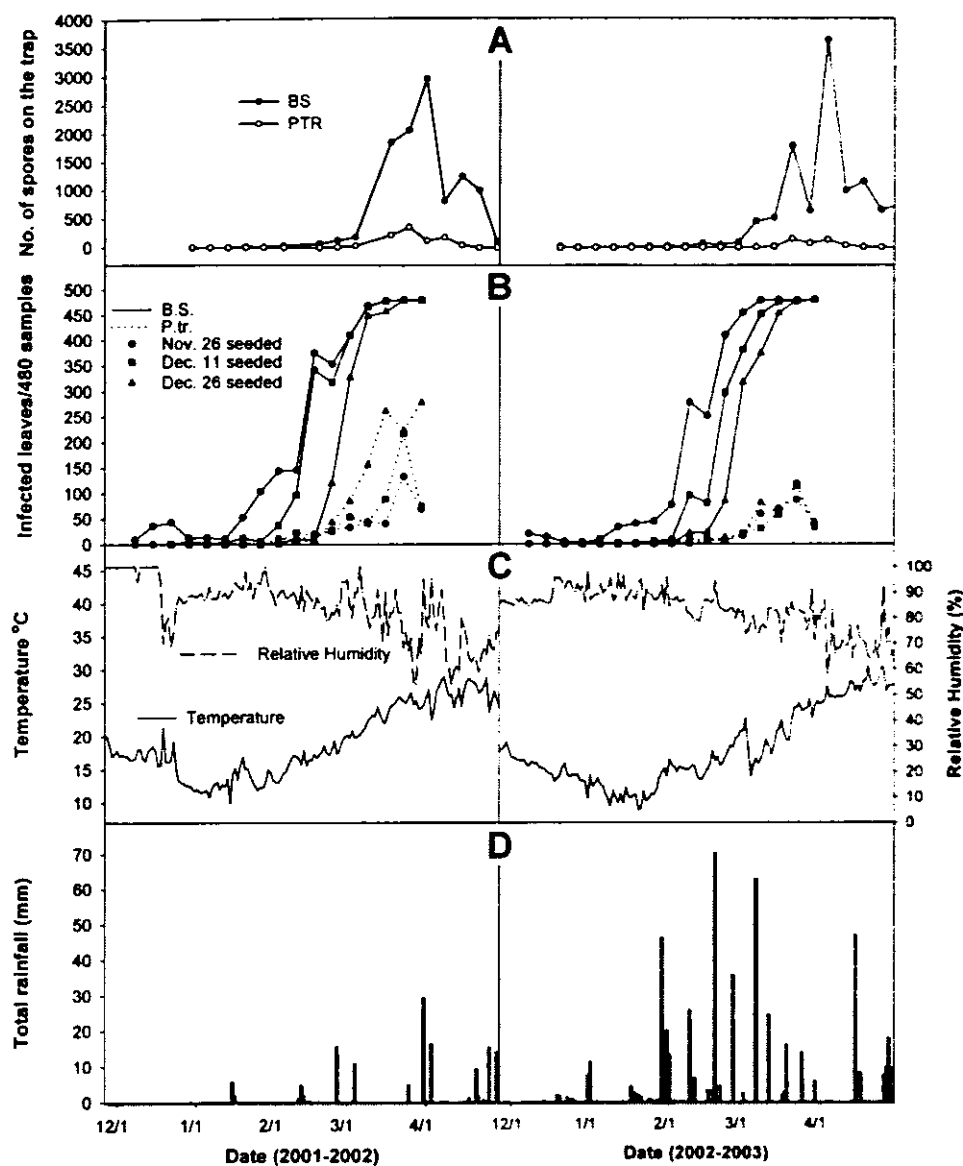 A
No. of spores on the trap
4000
3500
3000
2500
2000
1500
1000
500
0
BS
PTR
B
Infected leaves/480 samples
500
450
400
350
300
250
200
150
100
50
0
B.S.
P.tr.
Nov. 26 seeded
Dec. 11 seeded
Dec. 26 seeded
C
Temperature °C
45
40
35
30
25
20
15
10
Relative Humidity
Temperature
100
90
80
70
60
50
40
30
20
10
0
Relative Humidity (%)
D
Total rainfall (mm)
70
60
50
40
30
20
10
0
12/1 1/1 2/1 3/1 4/1 12/1 1/1 2/1 3/1 4/1
Date (2001-2002) Date (2002-2003)